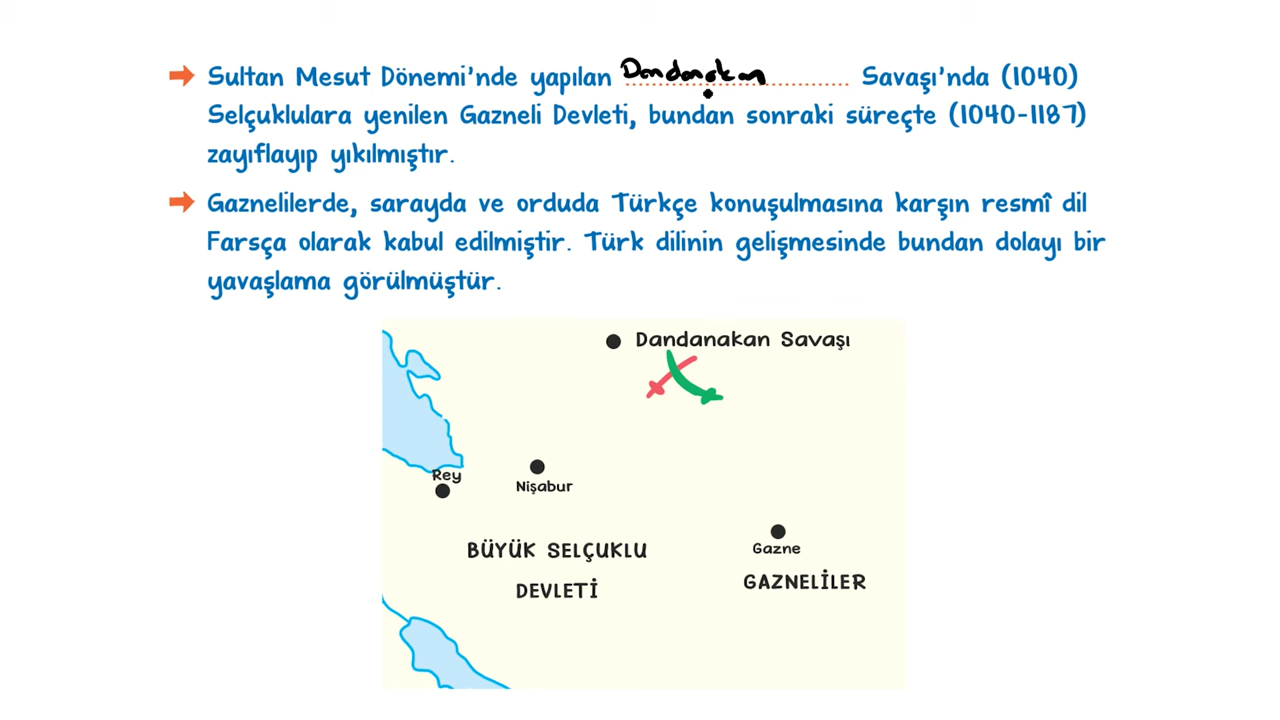 Sultan Mesut Dönemi'nde yapılan Dandanakan Savaşı'nda (1040)
Selçuklulara yenilen Gazneli Devleti, bundan sonraki süreçte (1040-1187)
zayıflayıp yıkılmıştır.
Gaznelilerde, sarayda ve orduda Türkçe konuşulmasına karşın resmî dil
Farsça olarak kabul edilmiştir. Türk dilinin gelişmesinde bundan dolayı bir
yavaşlama görülmüştür.
Dandanakan Savaşı
Rey
Nişabur
Gazne
BÜYÜK SELÇUKLU
DEVLETİ
GAZNELİLER